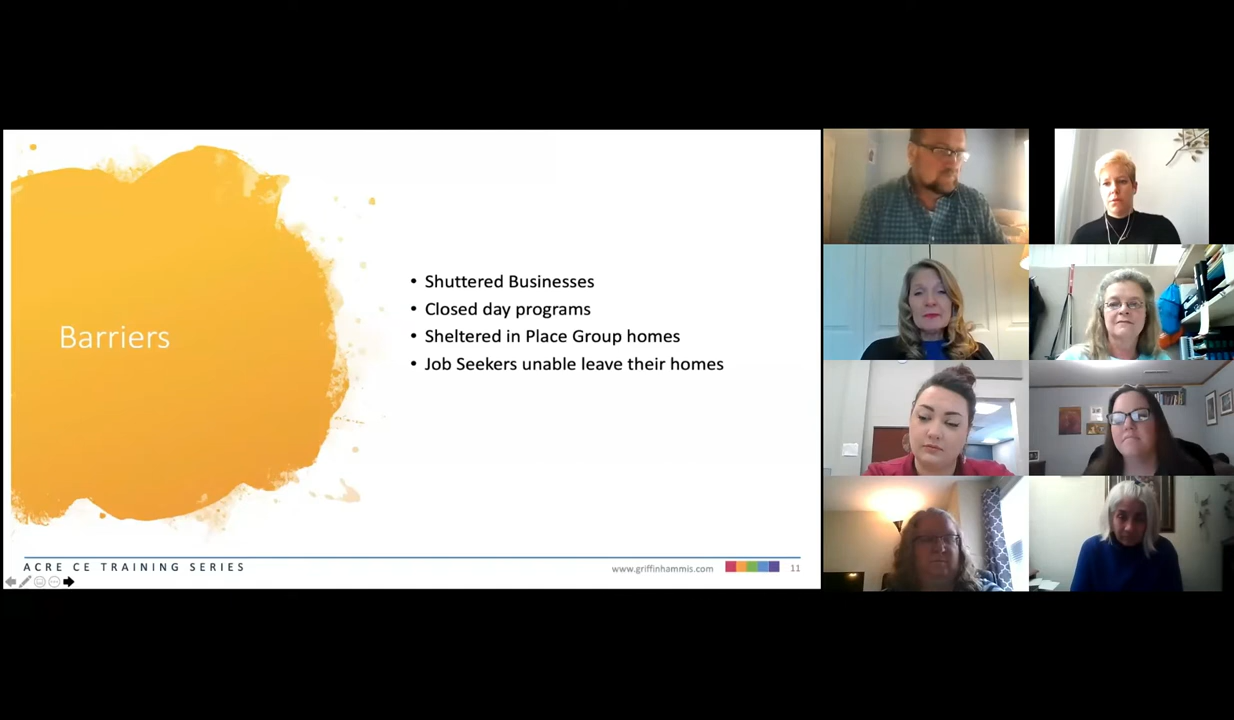 Barriers
• Shuttered Businesses
• Closed day programs
• Sheltered in Place Group homes
• Job Seekers unable leave their homes
ACRE CE TRAINING SERIES
www.griffinhammis.com
11